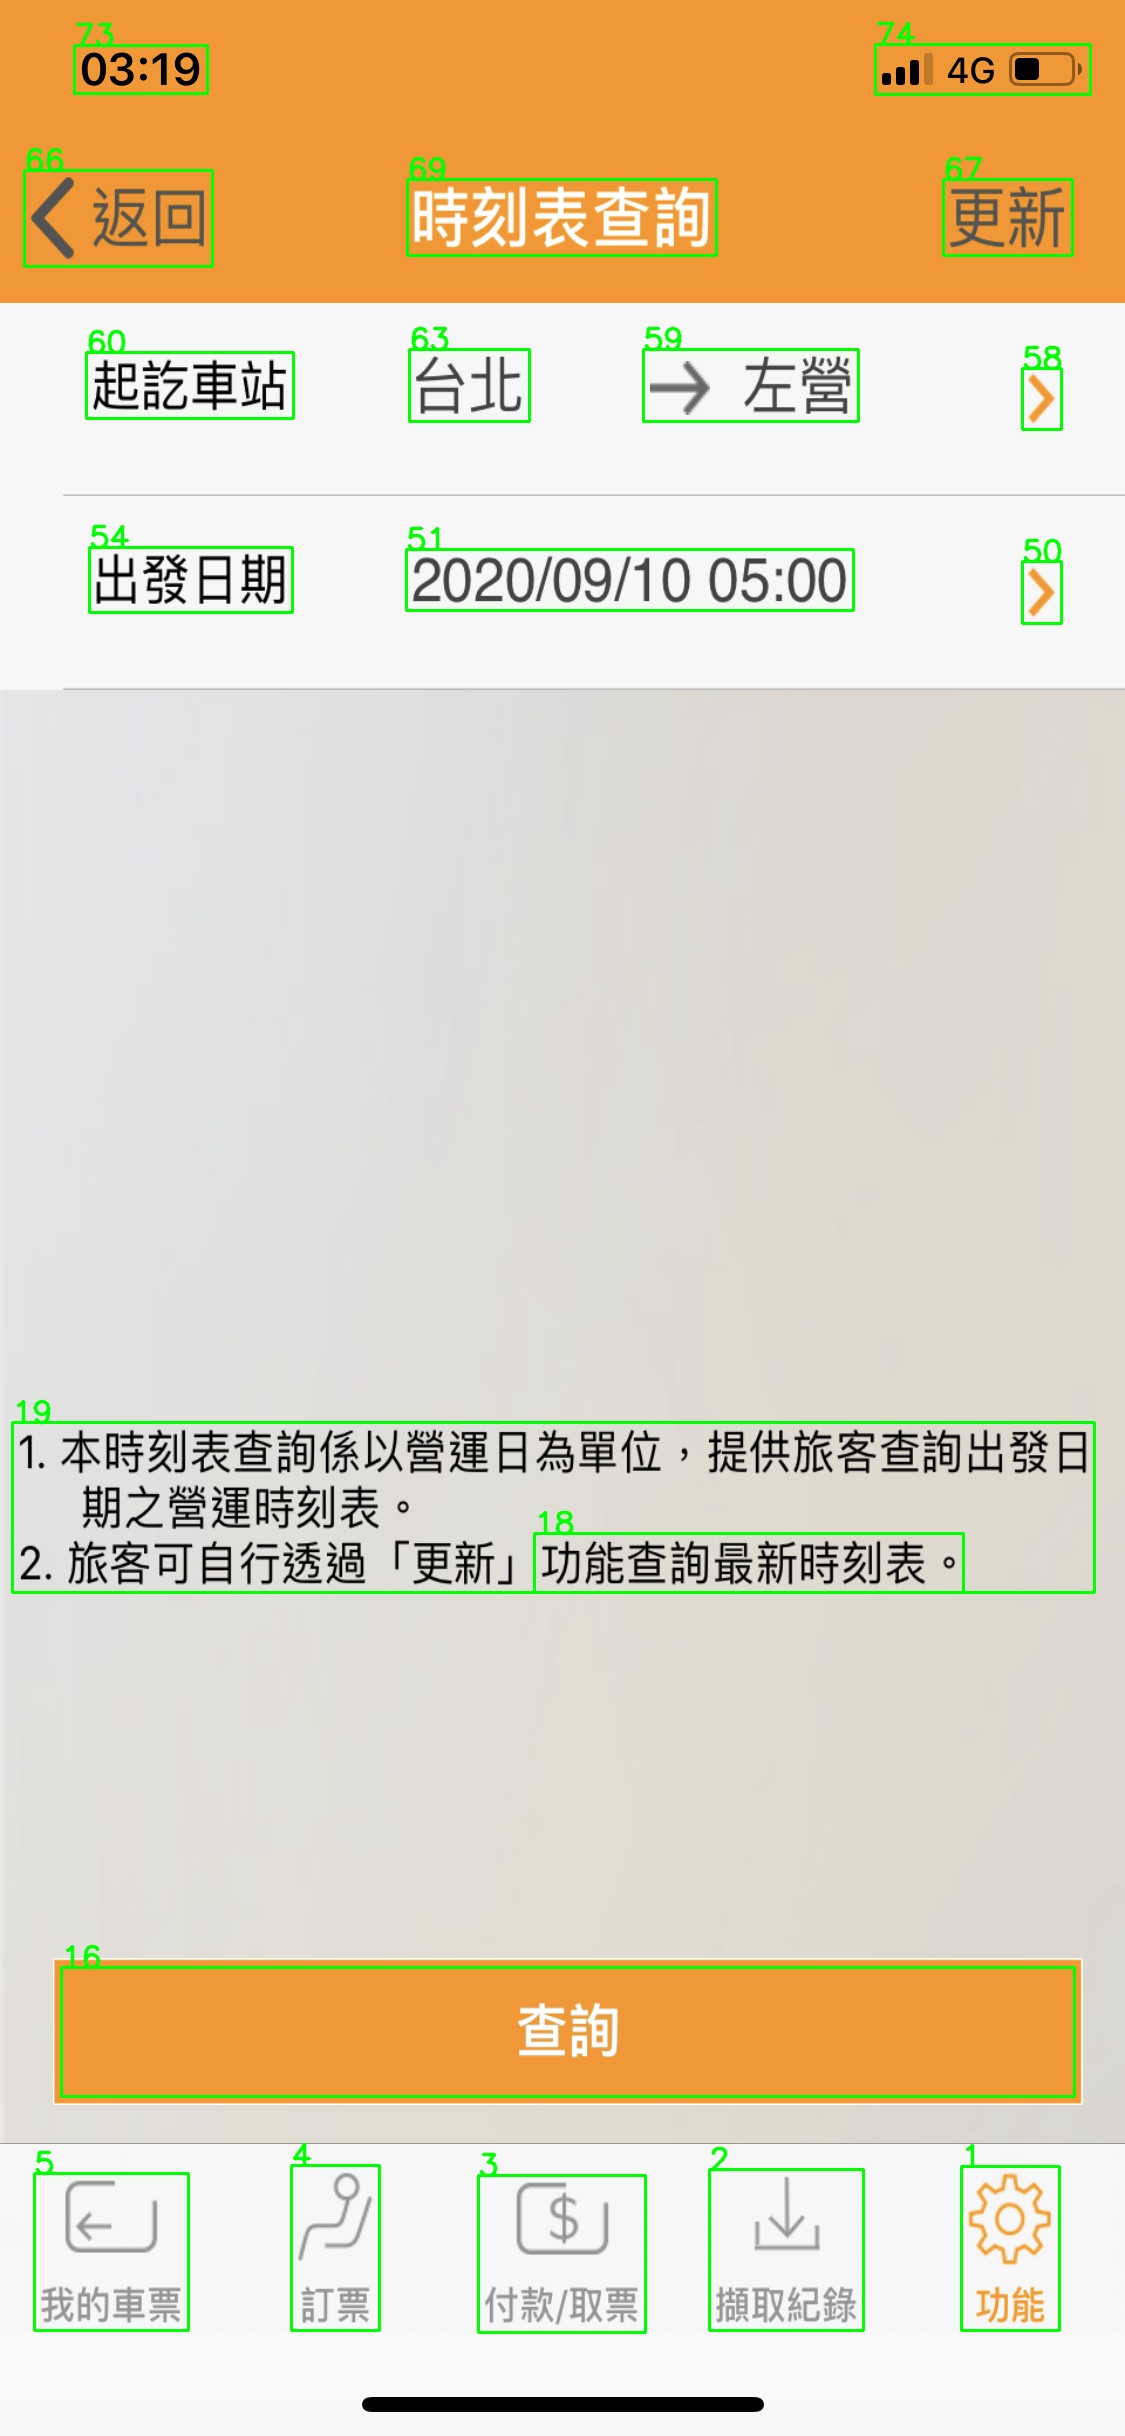 73
74
03:19
4G
66
69
67
返回
時刻表查詢
更新
60
63
59
58
起訖車站
台北
→ 左營
54
51
50
出發日期
2020/09/10 05:00
19
1. 本時刻表查詢係以營運日為單位，提供旅客查詢出發日
期之營運時刻表。
18
2. 旅客可自行透過「更新」功能查詢最新時刻表。
16
查詢
5
4
3
2
1
$
我的車票
訂票
付款/取票
擷取紀錄
功能